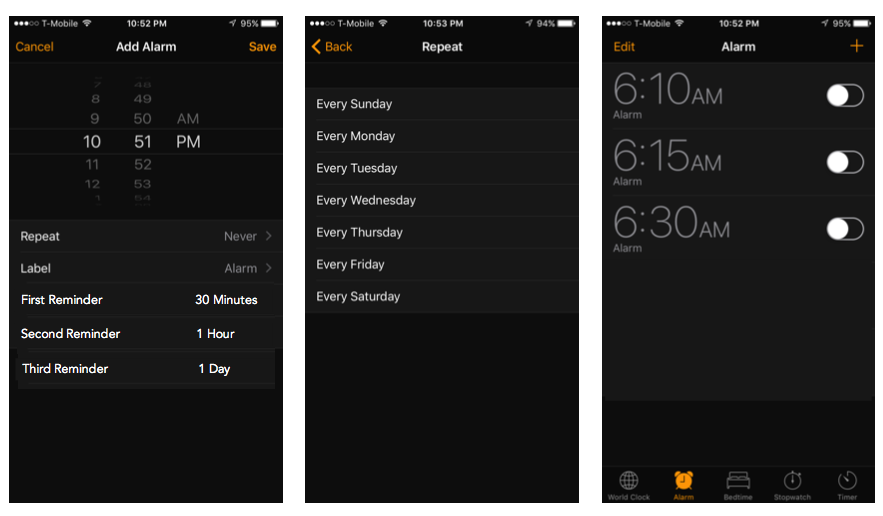 ●●●○○ T-Mobile 10:52 PM 95%
Cancel Add Alarm Save
7 48
8 49
9 50 AM
10 51 PM
11 52
12 53
1 54
Repeat Never >
Label Alarm >
First Reminder 30 Minutes
Second Reminder 1 Hour
Third Reminder 1 Day
●●●○○ T-Mobile 10:53 PM 94%
Back Repeat
Every Sunday
Every Monday
Every Tuesday
Every Wednesday
Every Thursday
Every Friday
Every Saturday
●●●○○ T-Mobile 10:52 PM 95%
Edit Alarm +
6:10AM
Alarm
6:15AM
Alarm
6:30AM
Alarm
World Clock Alarm Bedtime Stopwatch Timer